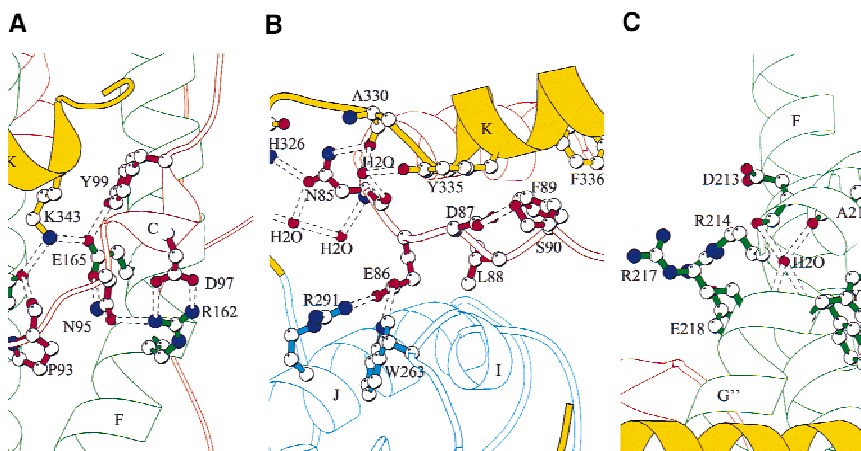 A
K
Y99
K343
C
E165
D97
N95
R162
P93
F
B
A330
K
H326
H2O
N85
Y335
F89
F336
D87
H2O
H2O
S90
E86
L88
R291
W263
J
I
C
F
D213
A21
R214
R217
H2O
E218
G’’